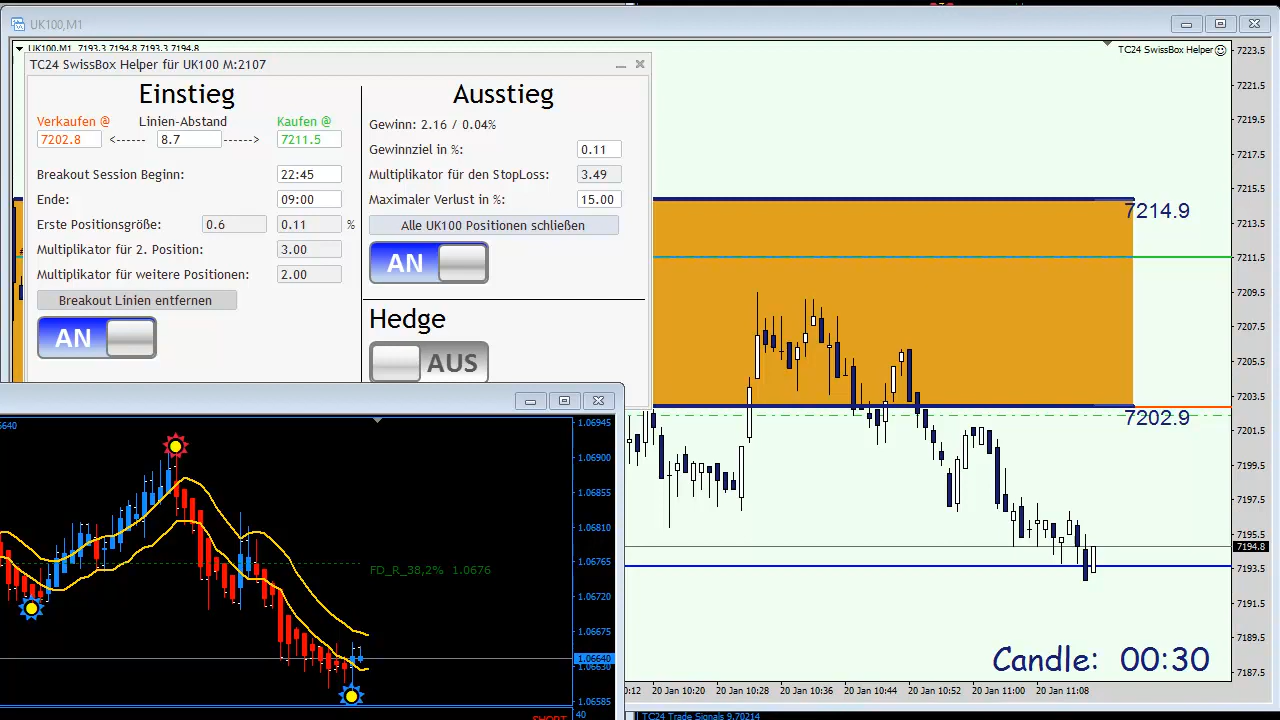 UK100,M1
UK100,M1 7193.3 7194.8 7193.3 7194.8
TC24 SwissBox Helper
TC24 SwissBox Helper für UK100 M:2107
Einstieg
Verkaufen @ Linien-Abstand Kaufen @
7202.8 <------ 8.7 ------> 7211.5
Breakout Session Beginn: 22:45
Ende: 09:00
Erste Positionsgröße: 0.6 0.11 %
Multiplikator für 2. Position: 3.00
Multiplikator für weitere Positionen: 2.00
Breakout Linien entfernen
AN
Ausstieg
Gewinn: 2.16 / 0.04%
Gewinnziel in %: 0.11
Multiplikator für den StopLoss: 3.49
Maximaler Verlust in %: 15.00
Alle UK100 Positionen schließen
AN
Hedge
AUS
7214.9
7202.9
7223.5
7221.5
7219.5
7217.5
7215.5
7213.5
7211.5
7209.5
7207.5
7205.5
7203.5
7201.5
7199.5
7197.5
7195.5
7194.8
7193.5
7191.5
7189.5
7187.5
Candle: 00:30
0:12 20 Jan 10:20 20 Jan 10:28 20 Jan 10:36 20 Jan 10:44 20 Jan 10:52 20 Jan 11:00 20 Jan 11:08
6640
FD_R_38,2% 1.0676
1.06945
1.06900
1.06855
1.06810
1.06765
1.06720
1.06675
1.06640
1.06630
1.06585
SHORT 40
TC24 Trade Signals 9.70214